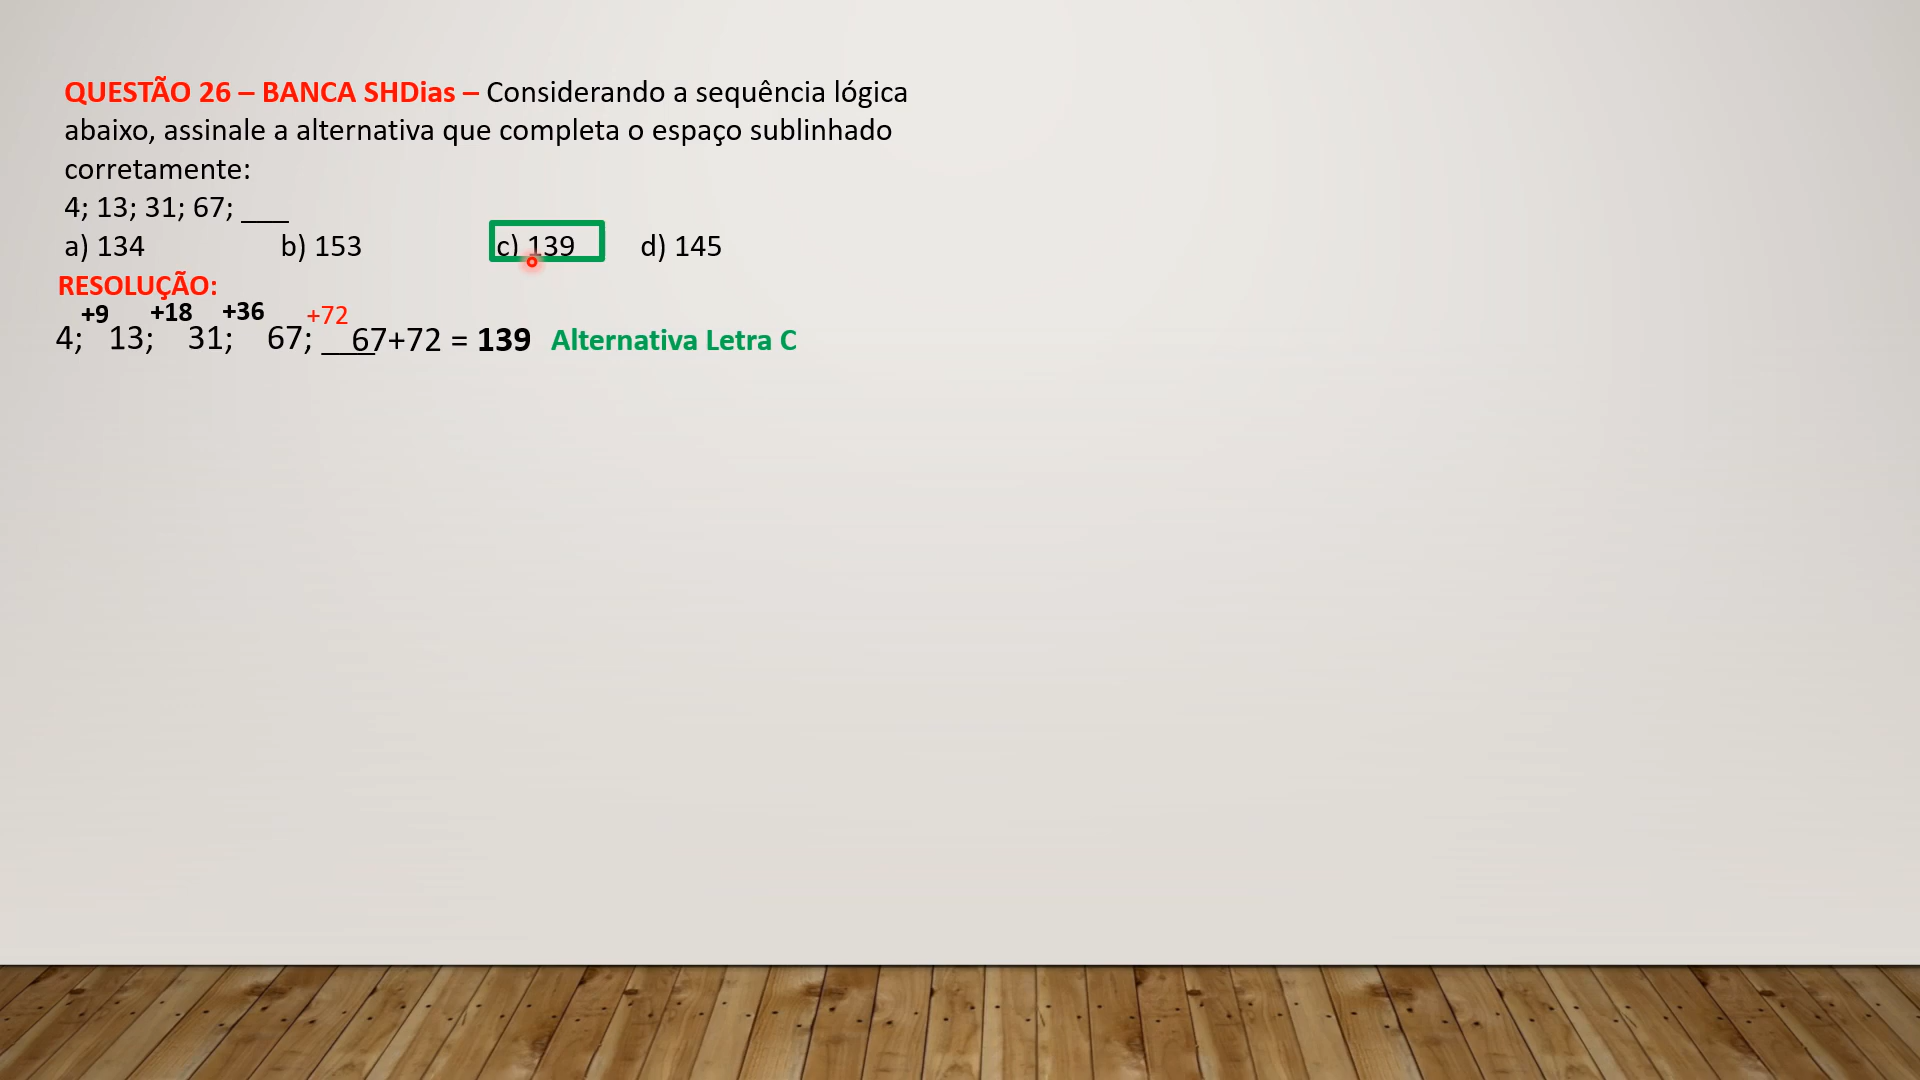 QUESTÃO 26 – BANCA SHDias – Considerando a sequência lógica
abaixo, assinale a alternativa que completa o espaço sublinhado
corretamente:
4; 13; 31; 67; ___
a) 134 b) 153 c) 139 d) 145
RESOLUÇÃO:
+9 +18 +36 +72
4; 13; 31; 67; ___ 67+72 = 139 Alternativa Letra C